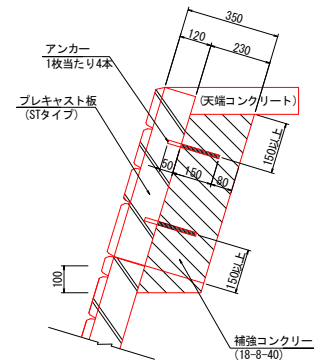 350
120
230
アンカー
1枚当たり4本
(天端コンクリート)
プレキャスト板
(STタイプ)
150以上
50
150
80
100
150以上
補強コンクリー
(18-8-40)